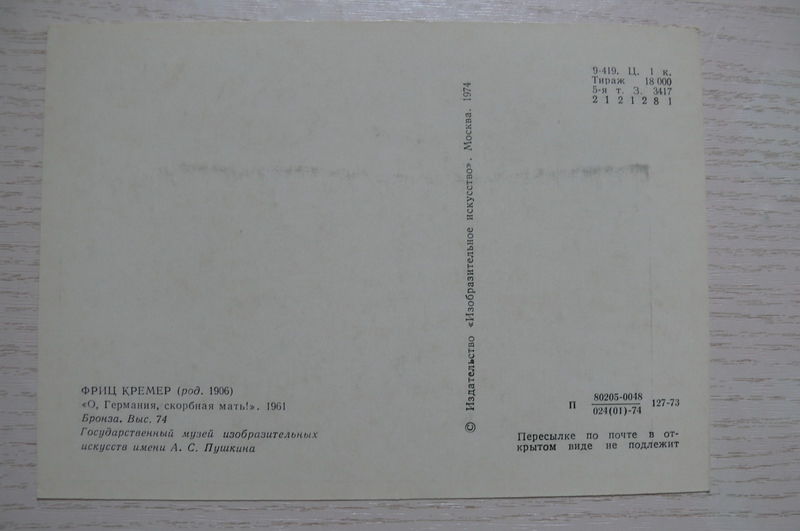 9-419. Ц. 1 к.
Тираж 18 000
5-я т. З. 3417
2 1 2 1 2 8 1
© Издательство «Изобразительное искусство». Москва. 1974
ФРИЦ КРЕМЕР (род. 1906)
«О, Германия, скорбная мать!». 1961
Бронза. Выс. 74
Государственный музей изобразительных
искусств имени А. С. Пушкина
П 80205-0048 127-73
024(01)-74
Пересылке по почте в от-
крытом виде не подлежит